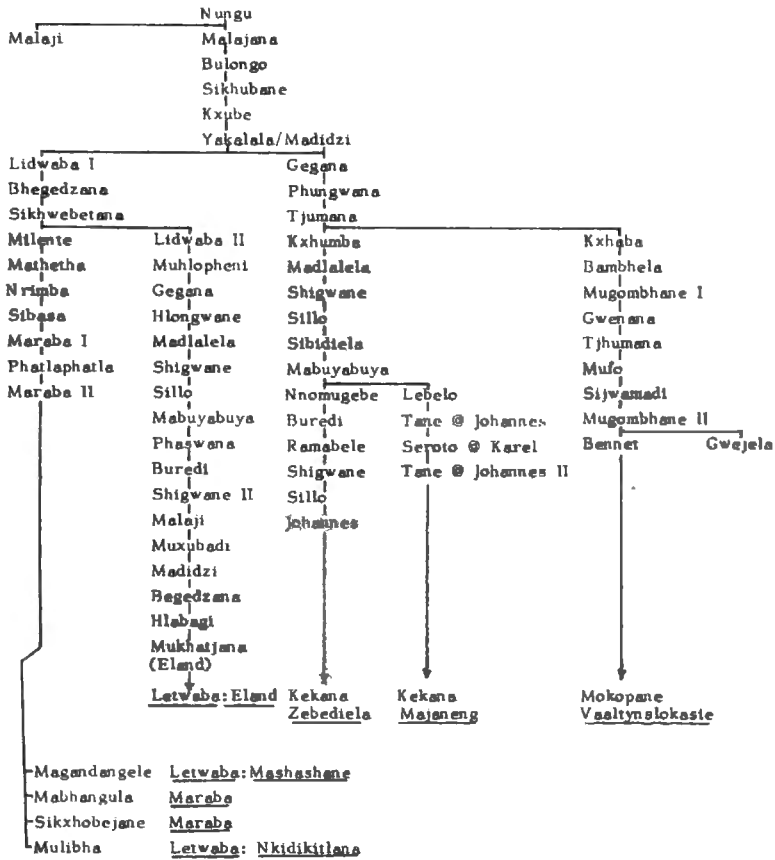 Nungu
Malaji Malajana
Bulongo
Sikhubane
Kxube
Yakalala/Madidzi
Lidwaba I Gegana
Bhegedzana Phungwana
Sikhwebetana Tjumana
Milente Lidwaba II Kxhumba Kxhaba
Mathetha Muhlopheni Madlalela Bambhela
Nrimba Gegana Shigwane Mugombhane I
Sibasa Hlongwane Sillo Gwenana
Maraba I Madlalela Sibidiela Tjhumana
Phatlaphatla Shigwane Mabuyabuya Mufo
Maraba II Sillo Nnomugebe Lebelo Sijwamadi
Mabuyabuya Buredi Tane @ Johannes Mugombhane II
Phaswana Ramabele Seroto @ Karel Bennet Gwejela
Buredi Shigwane Tane @ Johannes II
Shigwane II Sillo
Malaji Johannes
Muxubadi
Madidzi
Begedzana
Hlabagi
Mukhatjana
(Eland)
Letwaba: Eland Kekana Kekana Mokopane
Zebediela Majaneng Vaaltynslokasie
Magandangele Letwaba: Mashashane
Mabhangula Maraba
Sikxhobejane Maraba
Mulibha Letwaba: Nkidikitlana